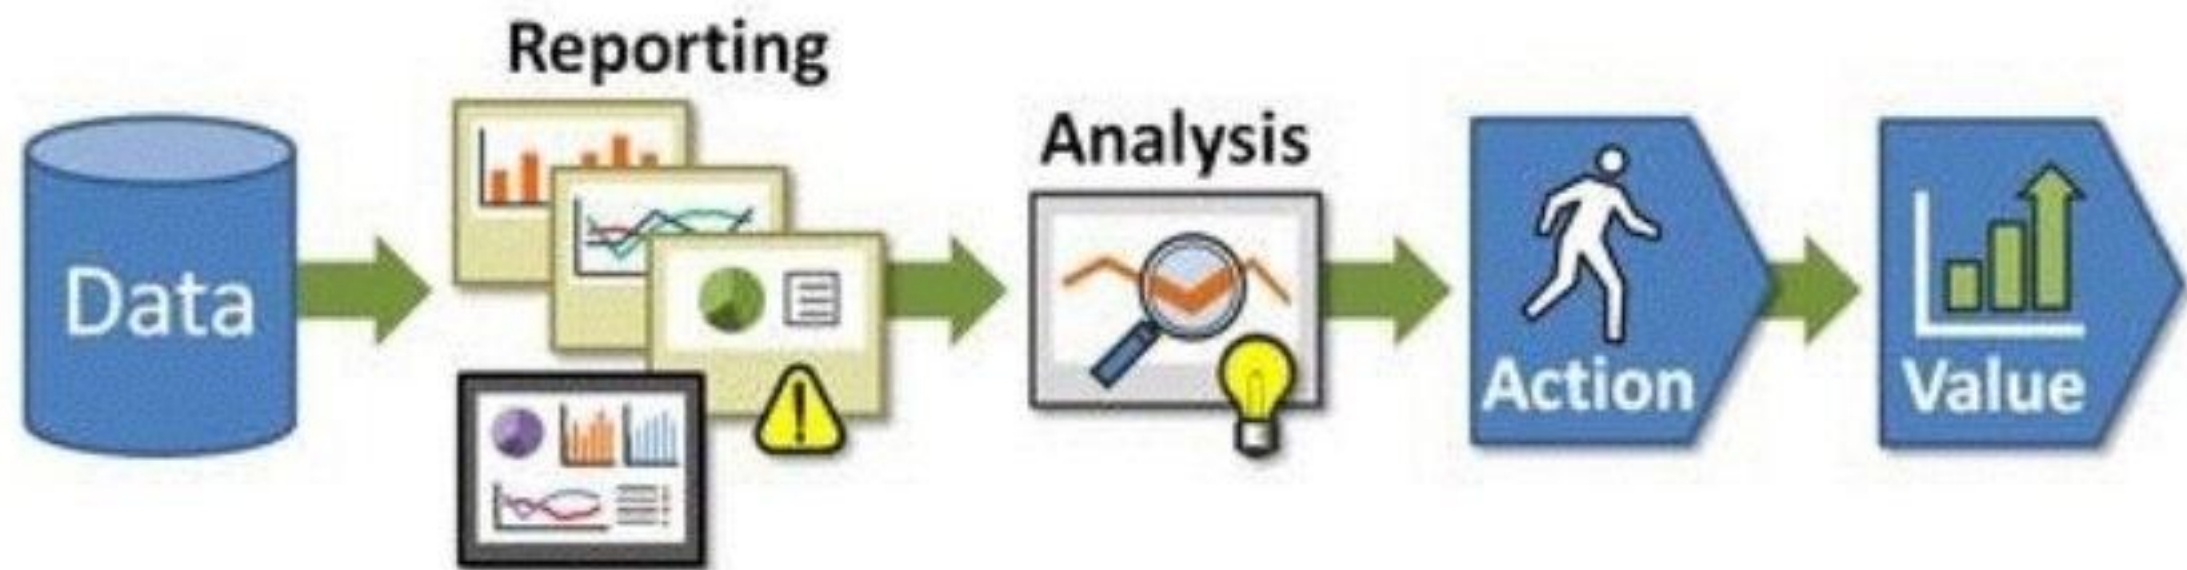 Reporting
Analysis
Data
Action
Value